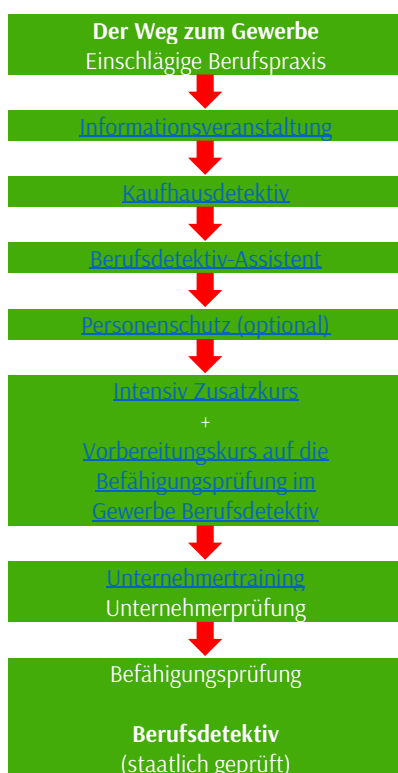 Der Weg zum Gewerbe
Einschlägige Berufspraxis
Informationsveranstaltung
Kaufhausdetektiv
Berufsdetektiv-Assistent
Personenschutz (optional)
Intensiv Zusatzkurs
+
Vorbereitungskurs auf die
Befähigungsprüfung im
Gewerbe Berufsdetektiv
Unternehmertraining
Unternehmerprüfung
Befähigungsprüfung
Berufsdetektiv
(staatlich geprüft)